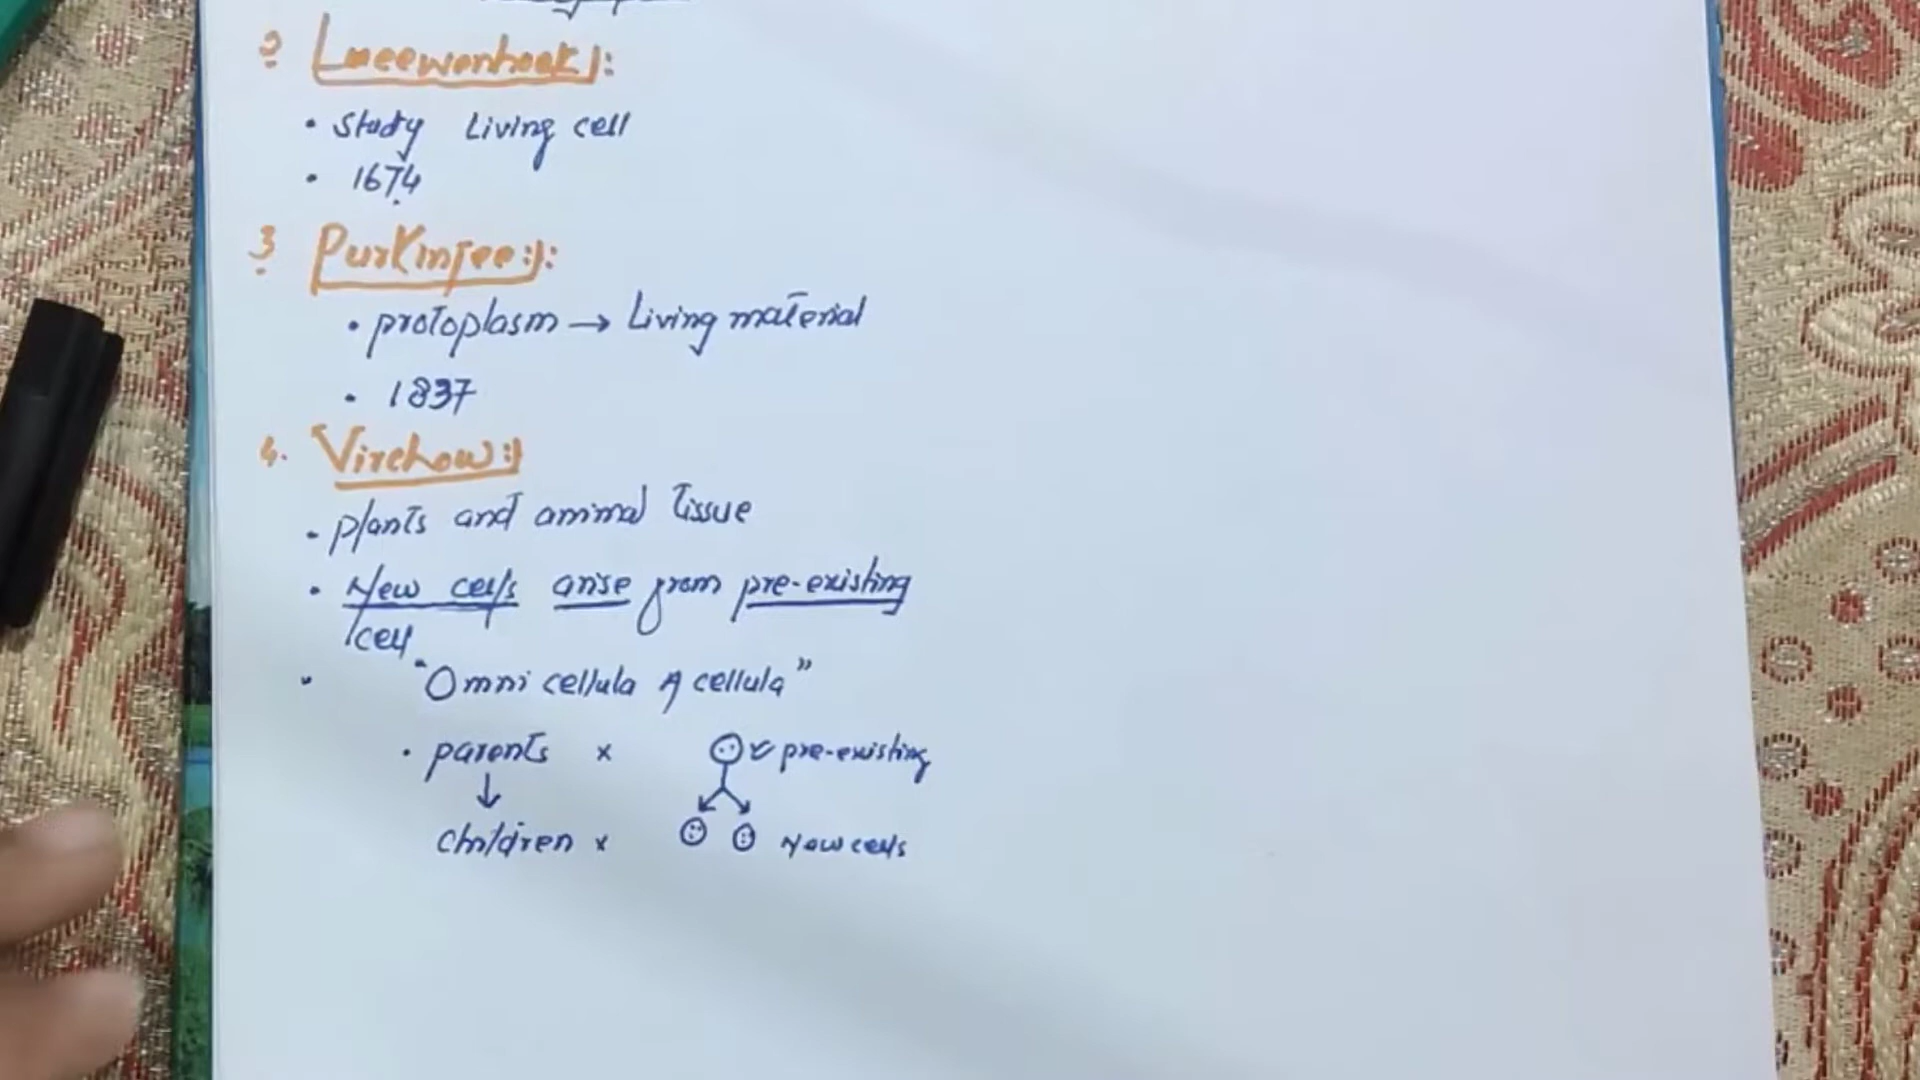 2 Loeewenhoek):
• Study Living cell
• 1674
3 Purkinjee:):
• protoplasm → Living material
• 1837
4. Virchow:)
• plants and animal tissue
• New cells arise from pre-existing
cell
• "Omni cellula A cellula"
• parents x pre-existing
↓
children x New cells